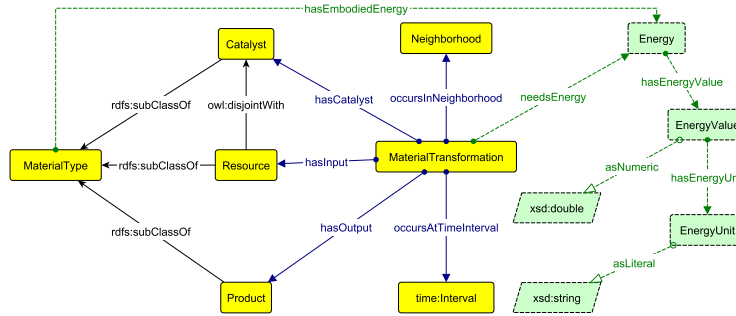 hasEmbodiedEnergy
Catalyst
Neighborhood
Energy
hasEnergyValue
rdfs:subClassOf
owl:disjointWith
hasCatalyst
occursInNeighborhood
needsEnergy
EnergyValue
MaterialType
rdfs:subClassOf
Resource
hasInput
MaterialTransformation
asNumeric
hasEnergyUn
xsd:double
rdfs:subClassOf
hasOutput
occursAtTimeInterval
EnergyUnit
asLiteral
Product
time:Interval
xsd:string